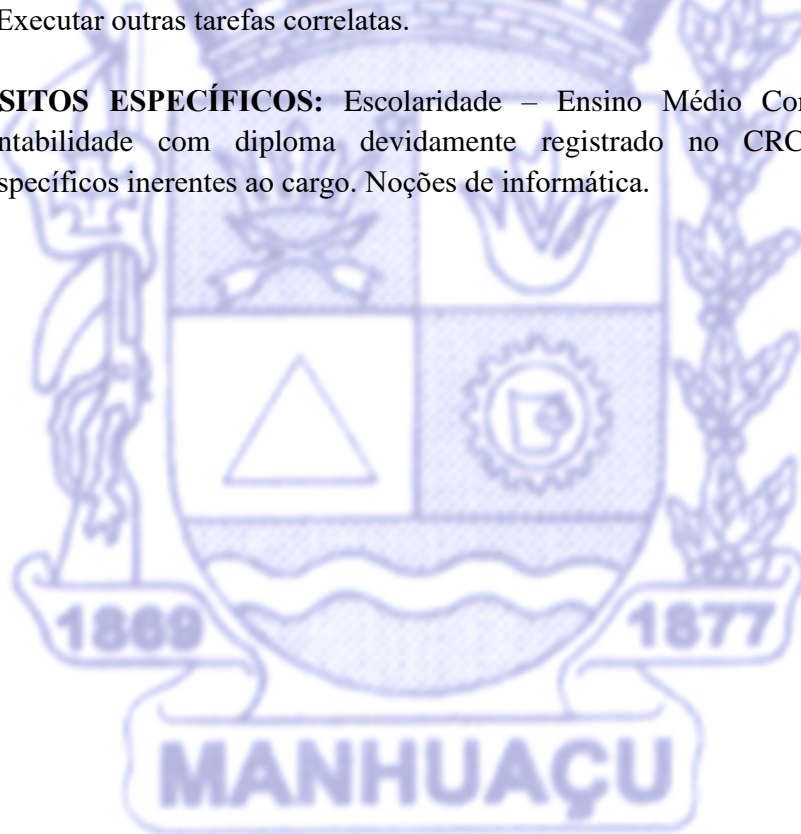 Executar outras tarefas correlatas.
SITOS ESPECÍFICOS: Escolaridade – Ensino Médio Cor
ntabilidade com diploma devidamente registrado no CRC
specíficos inerentes ao cargo. Noções de informática.
1869
1877
MANHUAÇU